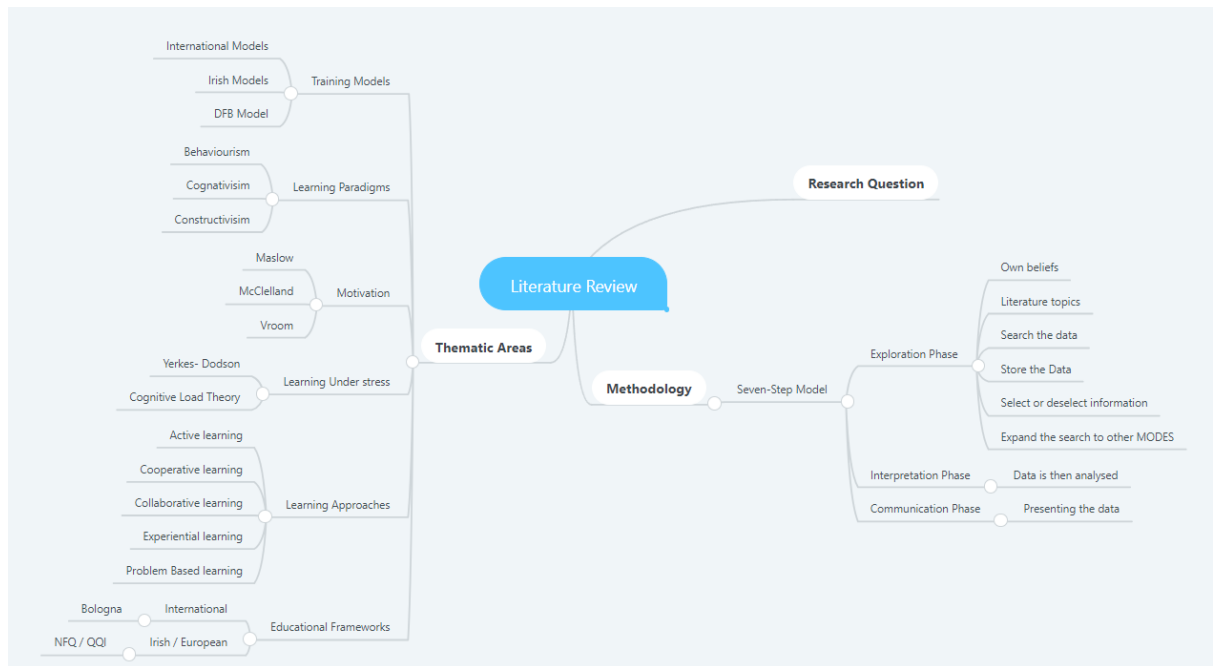 International Models
Irish Models
DFB Model
Training Models
Behaviourism
Cognativisim
Constructivisim
Learning Paradigms
Maslow
McClelland
Vroom
Motivation
Yerkes- Dodson
Cognitive Load Theory
Learning Under stress
Active learning
Cooperative learning
Collaborative learning
Experiential learning
Problem Based learning
Learning Approaches
Bologna
International
NFQ / QQI
Irish / European
Educational Frameworks
Thematic Areas
Literature Review
Research Question
Methodology
Seven-Step Model
Exploration Phase
Own beliefs
Literature topics
Search the data
Store the Data
Select or deselect information
Expand the search to other MODES
Interpretation Phase
Data is then analysed
Communication Phase
Presenting the data